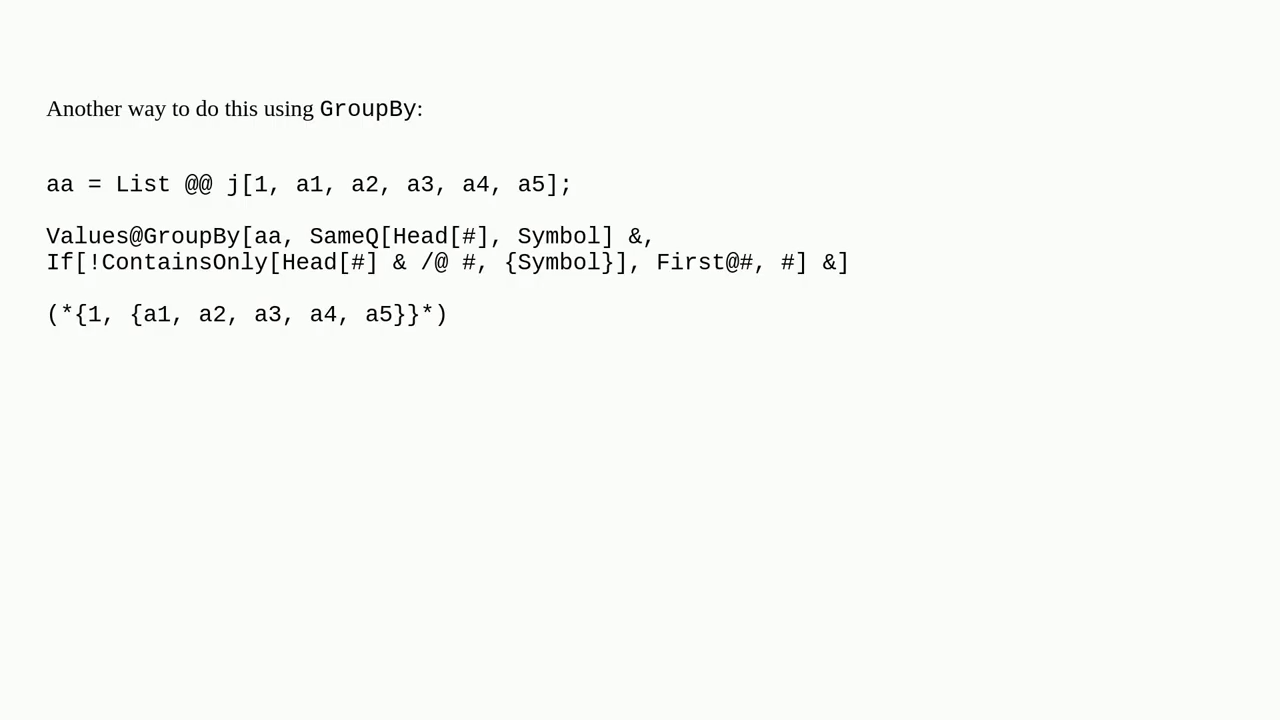 Another way to do this using GroupBy:
aa = List @@ j[1, a1, a2, a3, a4, a5];
Values@GroupBy[aa, SameQ[Head[#], Symbol] &,
If[!ContainsOnly[Head[#] & /@ #, {Symbol}], First@#, #] &]
(*{1, {a1, a2, a3, a4, a5}}*)